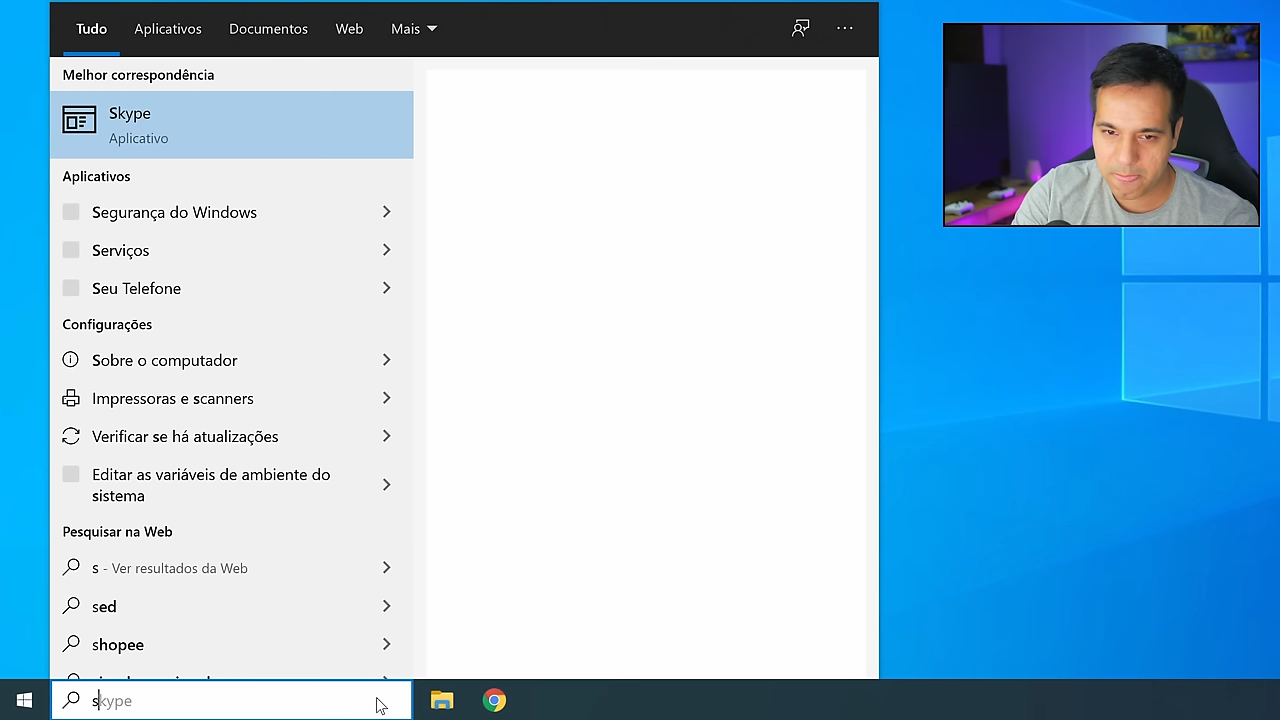 Tudo
Aplicativos
Documentos
Web
Mais
Melhor correspondência
Skype
Aplicativo
Aplicativos
Segurança do Windows
Serviços
Seu Telefone
Configurações
Sobre o computador
Impressoras e scanners
Verificar se há atualizações
Editar as variáveis de ambiente do
sistema
Pesquisar na Web
s - Ver resultados da Web
sed
shopee
skype